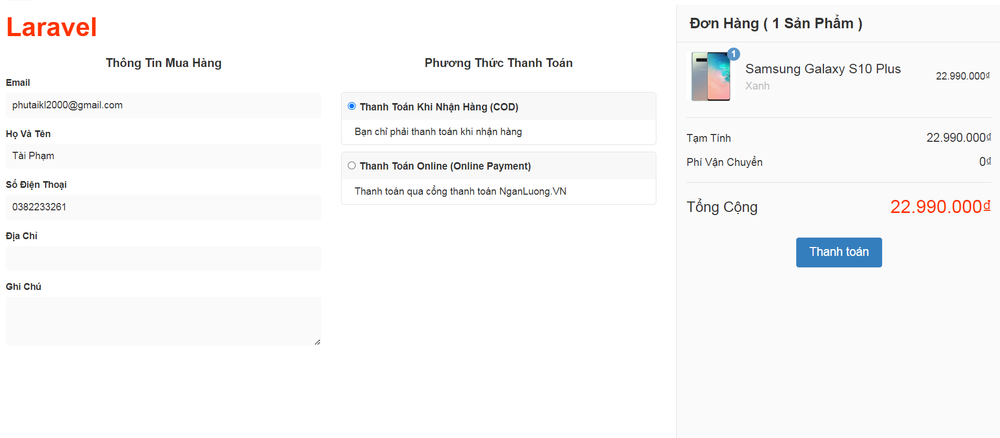 Laravel
Thông Tin Mua Hàng
Email
phutaikl2000@gmail.com
Họ Và Tên
Tài Phạm
Số Điện Thoại
0382233261
Địa Chỉ
Ghi Chú
Phương Thức Thanh Toán
Thanh Toán Khi Nhận Hàng (COD)
Bạn chỉ phải thanh toán khi nhận hàng
Thanh Toán Online (Online Payment)
Thanh toán qua cổng thanh toán NganLuong.VN
Đơn Hàng ( 1 Sản Phẩm )
1
Samsung Galaxy S10 Plus
Xanh
22.990.000₫
Tạm Tính 22.990.000₫
Phí Vận Chuyển 0₫
Tổng Cộng 22.990.000₫
Thanh toán